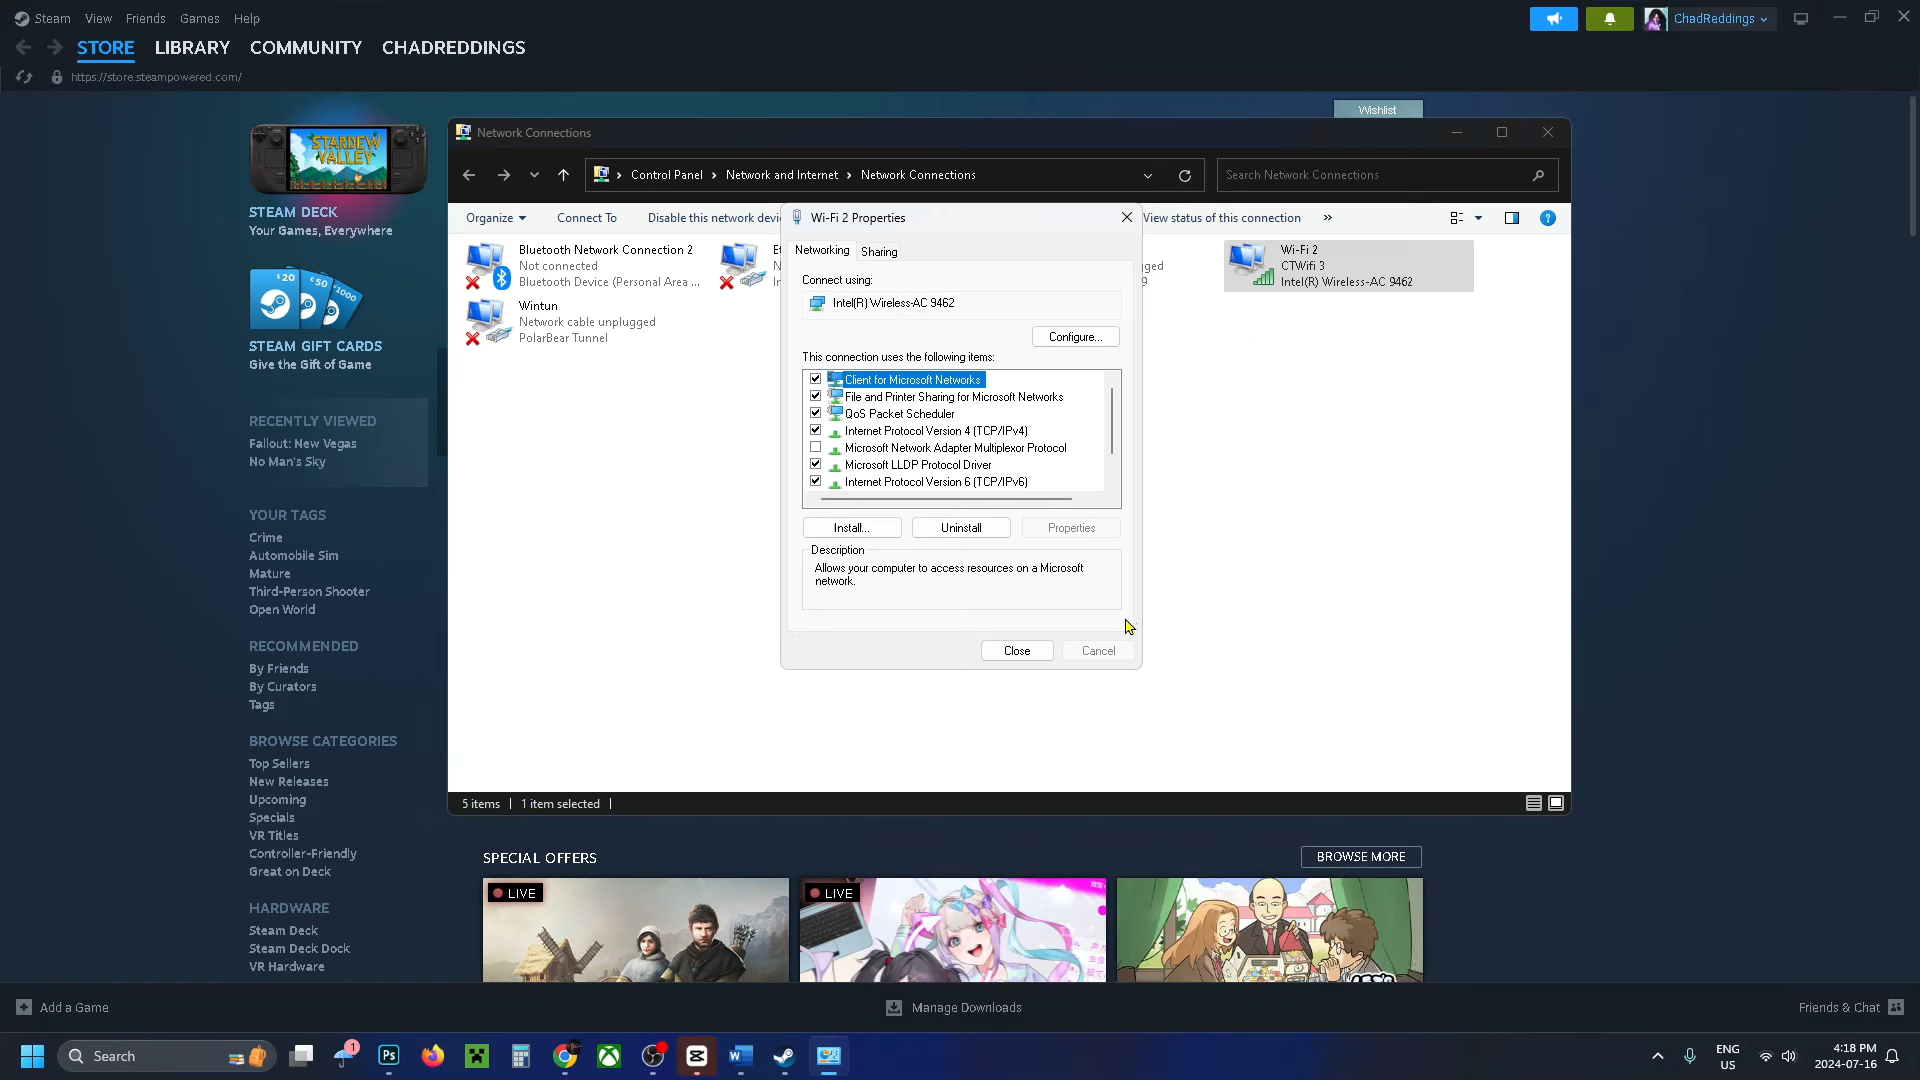 Steam View Friends Games Help
ChadReddings
STORE LIBRARY COMMUNITY CHADREDDINGS
https://store.steampowered.com/
Wishlist
STARDEW
VALLEY
STEAM DECK
Your Games, Everywhere
$20 $50 $1000
STEAM GIFT CARDS
Give the Gift of Game
RECENTLY VIEWED
Fallout: New Vegas
No Man's Sky
YOUR TAGS
Crime
Automobile Sim
Mature
Third-Person Shooter
Open World
RECOMMENDED
By Friends
By Curators
Tags
BROWSE CATEGORIES
Top Sellers
New Releases
Upcoming
Specials
VR Titles
Controller-Friendly
Great on Deck
HARDWARE
Steam Deck
Steam Deck Dock
VR Hardware
Network Connections
Control Panel Network and Internet Network Connections
Search Network Connections
Organize Connect To Disable this network devi View status of this connection »
Bluetooth Network Connection 2
Not connected
Bluetooth Device (Personal Area ...
Wintun
Network cable unplugged
PolarBear Tunnel
ged
9
Wi-Fi 2
CTWifi 3
Intel(R) Wireless-AC 9462
Wi-Fi 2 Properties
Networking Sharing
Connect using:
Intel(R) Wireless-AC 9462
Configure...
This connection uses the following items:
Client for Microsoft Networks
File and Printer Sharing for Microsoft Networks
QoS Packet Scheduler
Internet Protocol Version 4 (TCP/IPv4)
Microsoft Network Adapter Multiplexor Protocol
Microsoft LLDP Protocol Driver
Internet Protocol Version 6 (TCP/IPv6)
Install... Uninstall Properties
Description
Allows your computer to access resources on a Microsoft
network.
Close Cancel
5 items 1 item selected
SPECIAL OFFERS
BROWSE MORE
LIVE
LIVE
Add a Game
Manage Downloads
Friends & Chat
Search
1
Ps
W
ENG
US
4:18 PM
2024-07-16